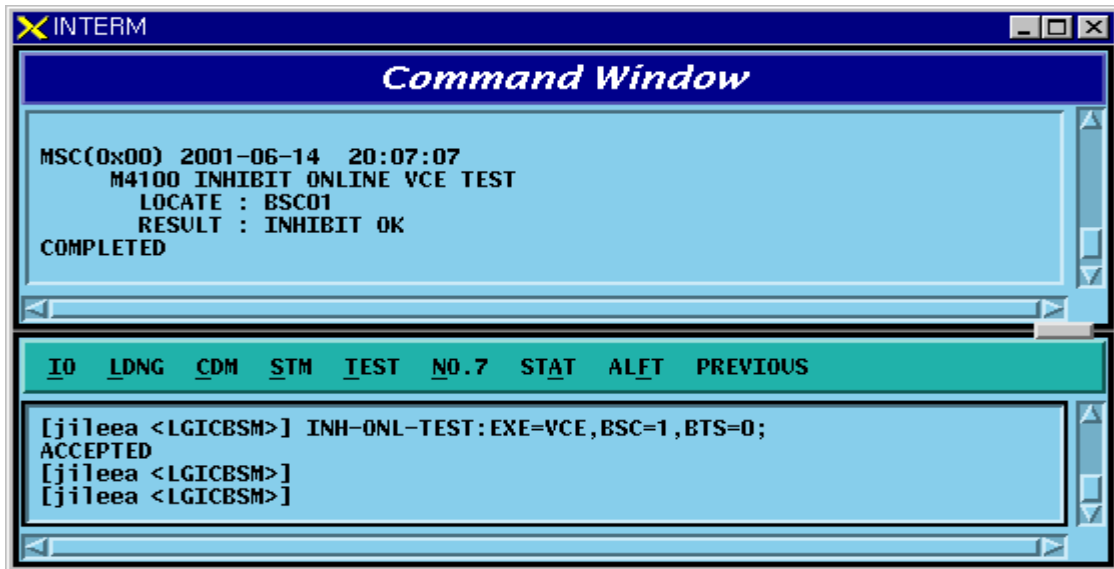 INTERM
Command Window
MSC(0x00) 2001-06-14 20:07:07
M4100 INHIBIT ONLINE VCE TEST
LOCATE : BSC01
RESULT : INHIBIT OK
COMPLETED
IO LDNG CDM STM TEST NO.7 STAT ALFT PREVIOUS
[jileea <LGICBSM>] INH-ONL-TEST:EXE=VCE,BSC=1,BTS=0;
ACCEPTED
[jileea <LGICBSM>]
[jileea <LGICBSM>]